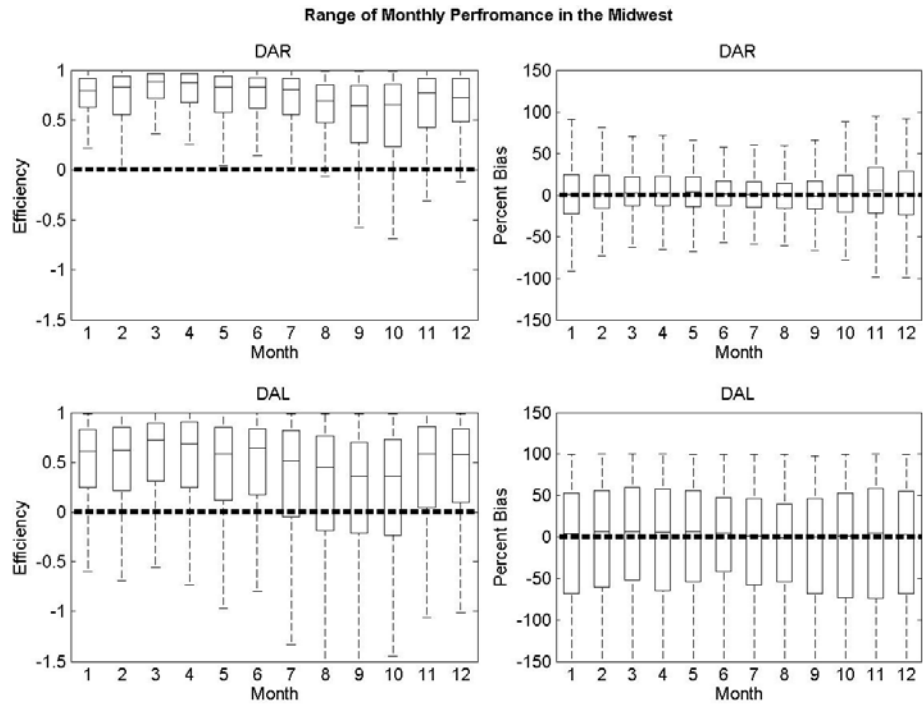 Range of Monthly Perfromance in the Midwest
DAR
1
0.5
0
-0.5
-1
-1.5
Efficiency
1 2 3 4 5 6 7 8 9 10 11 12
Month
DAR
150
100
50
0
-50
-100
-150
Percent Bias
1 2 3 4 5 6 7 8 9 10 11 12
Month
DAL
1
0.5
0
-0.5
-1
-1.5
Efficiency
1 2 3 4 5 6 7 8 9 10 11 12
Month
DAL
150
100
50
0
-50
-100
-150
Percent Bias
1 2 3 4 5 6 7 8 9 10 11 12
Month